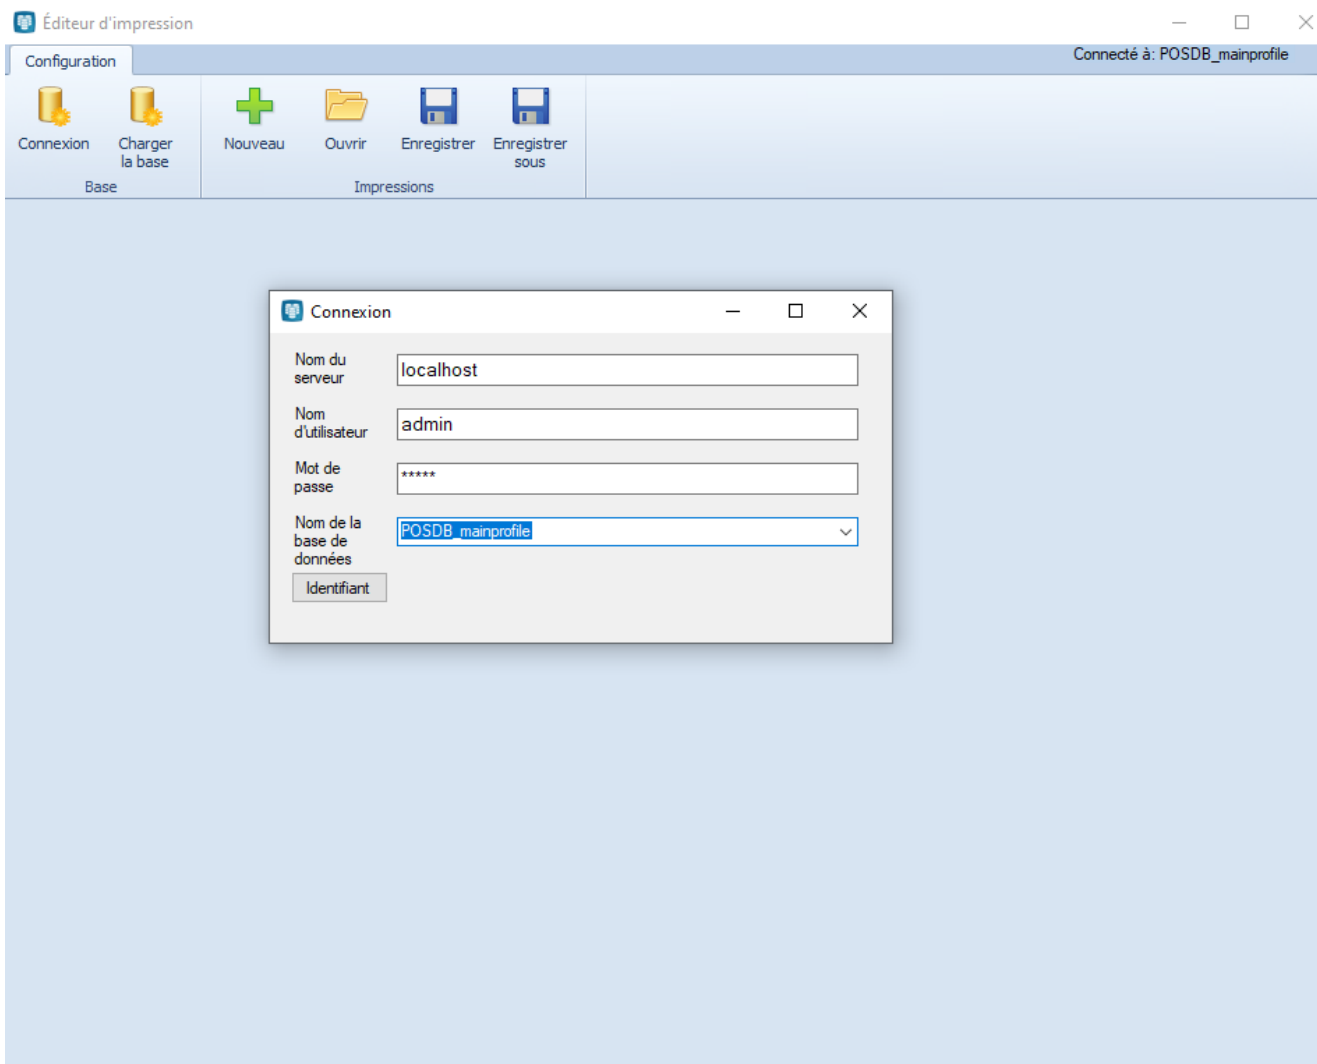 Éditeur d'impression
Configuration
Connecté à: POSDB_mainprofile
Connexion
Charger
la base
Nouveau
Ouvrir
Enregistrer
Enregistrer
sous
Base
Impressions
Connexion
Nom du
serveur
localhost
Nom
d'utilisateur
admin
Mot de
passe
*****
Nom de la
base de
données
POSDB_mainprofile
Identifiant